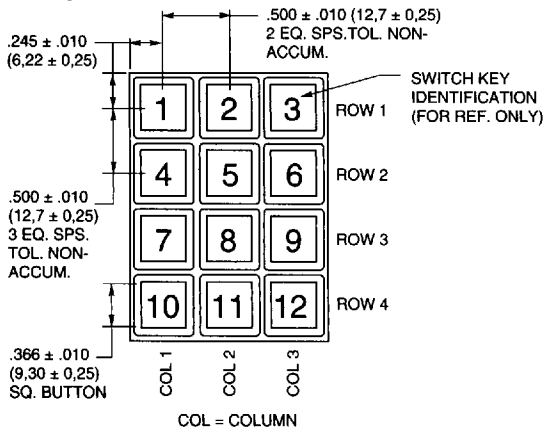 .500 ± .010
(12,7 ± 0,25)
2 EQ. SPS.TOL. NON-
ACCUM.
.245 ± .010
(6,22 ± 0,25)
SWITCH KEY
IDENTIFICATION
(FOR REF. ONLY)
1 2 3 ROW 1
4 5 6 ROW 2
.500 ± .010
(12,7 ± 0,25)
3 EQ. SPS.
TOL. NON-
ACCUM.
7 8 9 ROW 3
10 11 12 ROW 4
.366 ± .010
(9,30 ± 0,25)
SQ. BUTTON
COL 1
COL 2
COL 3
COL = COLUMN